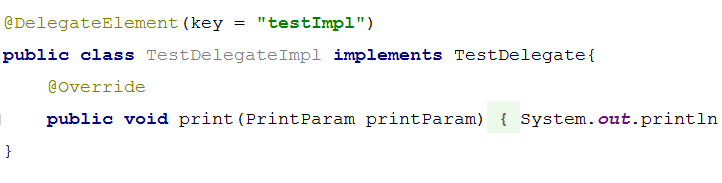 @DelegateElement(key = "testImpl")
public class TestDelegateImpl implements TestDelegate{
@Override
public void print(PrintParam printParam) { System.out.println
}